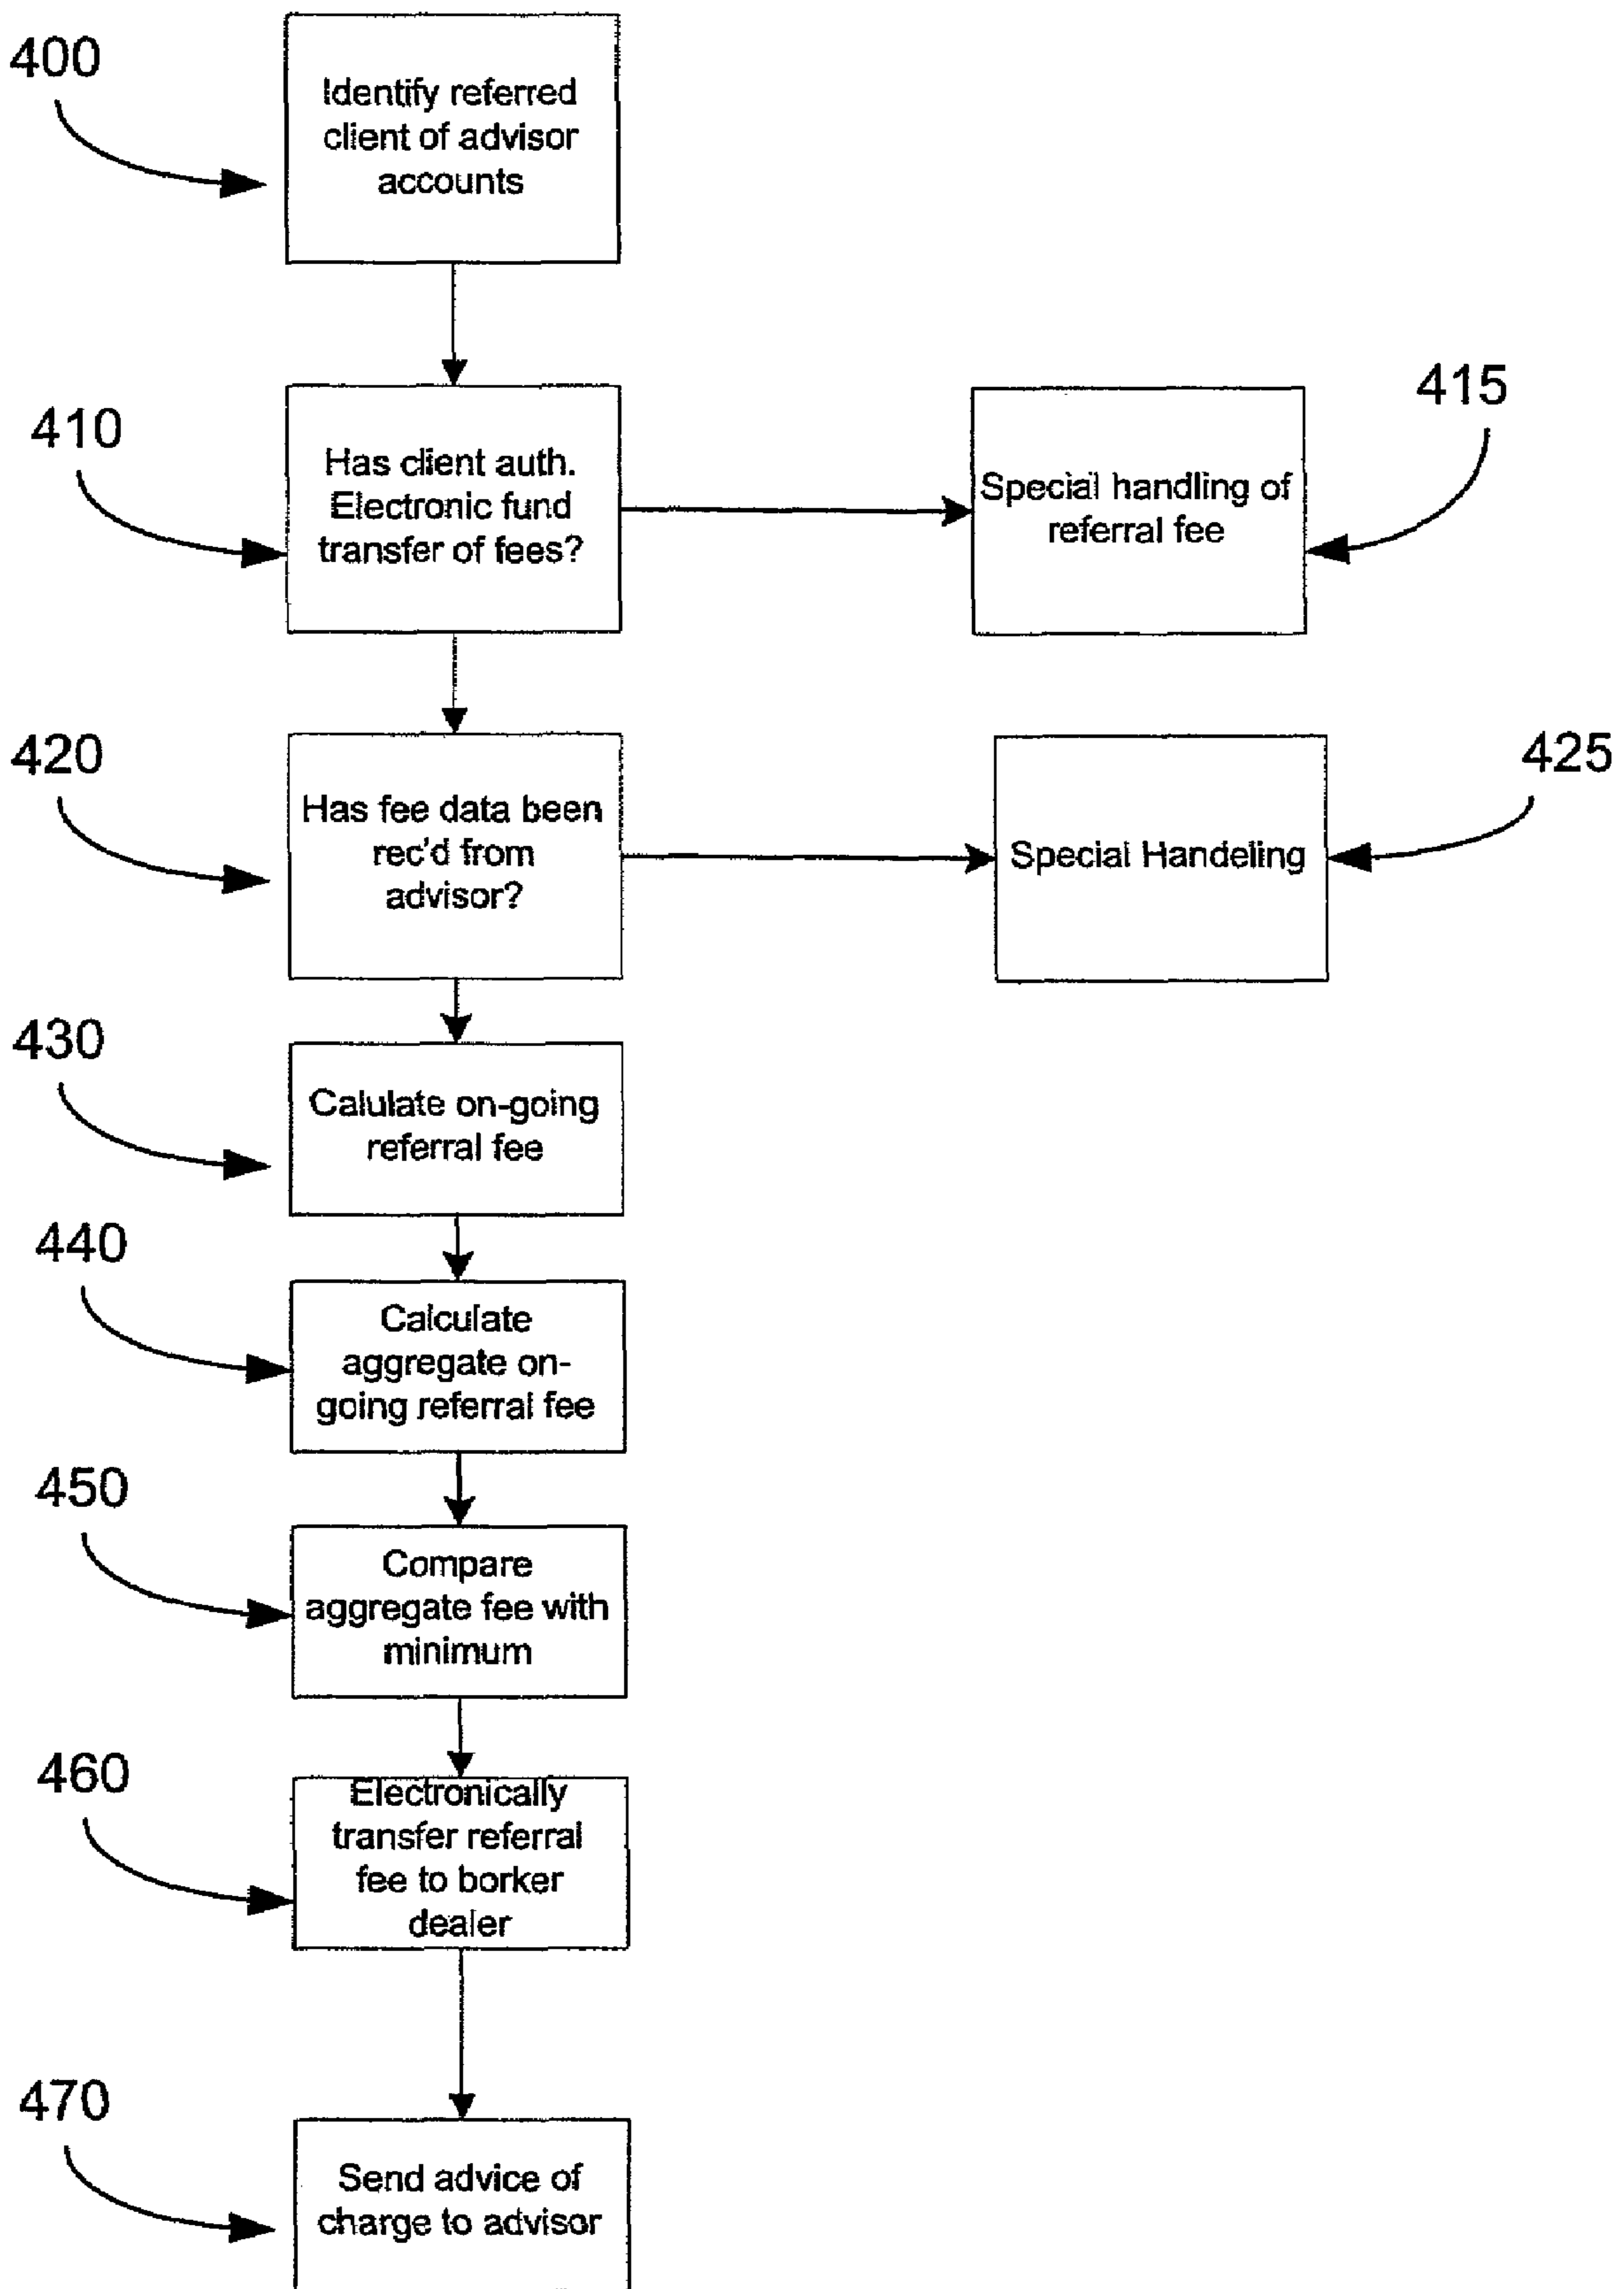 400
Identify referred
client of advisor
accounts
410
Has client auth.
Electronic fund
transfer of fees?
415
Special handling of
referral fee
420
Has fee data been
rec'd from
advisor?
425
Special Handeling
430
Calulate on-going
referral fee
440
Calculate
aggregate on-
going referral fee
450
Compare
aggregate fee with
minimum
460
Electronically
transfer referral
fee to borker
dealer
470
Send advice of
charge to advisor